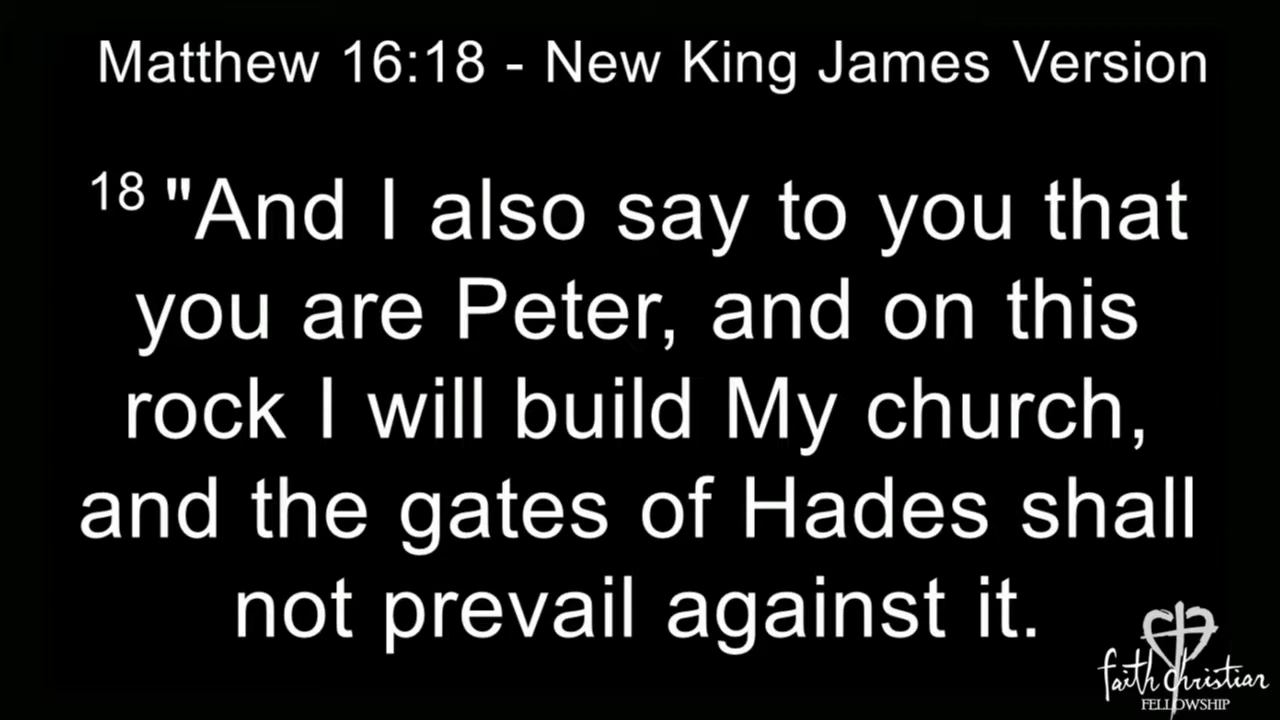 Matthew 16:18 - New King James Version
18 "And I also say to you that
you are Peter, and on this
rock I will build My church,
and the gates of Hades shall
not prevail against it.
faith Christian
FELLOWSHIP